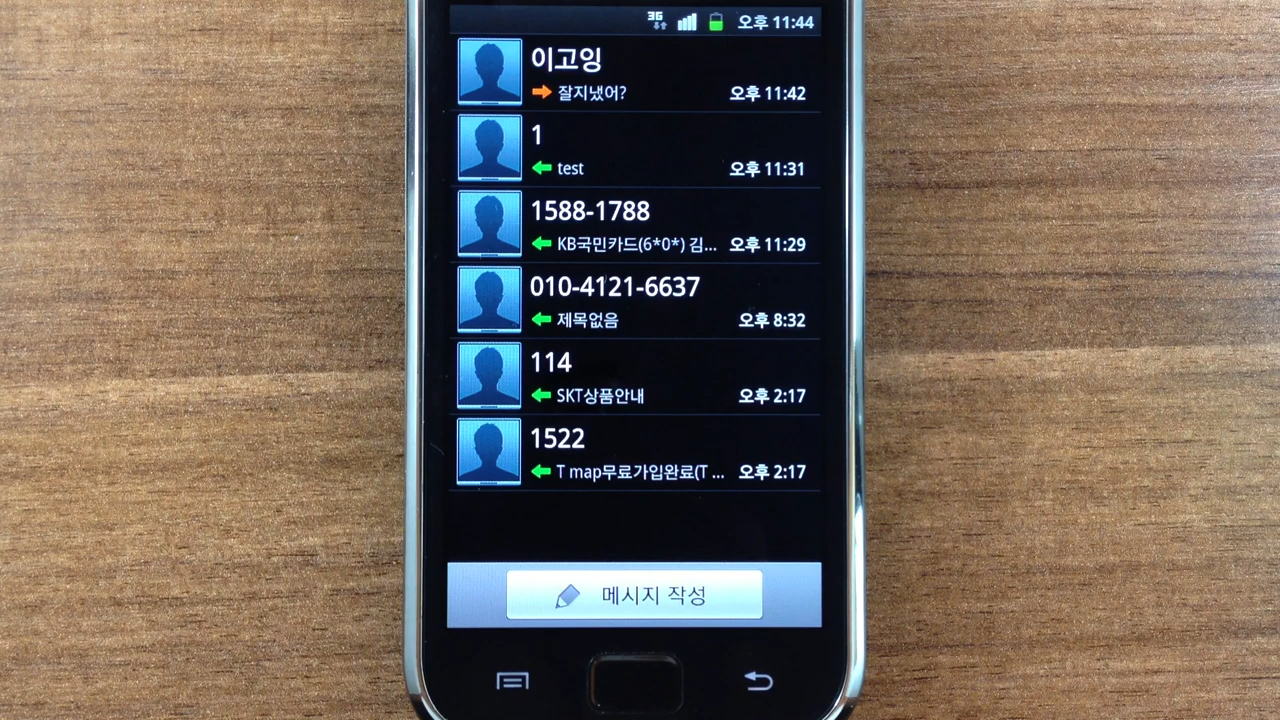 3G 오후 11:44
이고잉
잘지냈어? 오후 11:42
1
test 오후 11:31
1588-1788
KB국민카드(6*0*) 김... 오후 11:29
010-4121-6637
제목없음 오후 8:32
114
SKT상품안내 오후 2:17
1522
T map무료가입완료(T ... 오후 2:17
메시지 작성